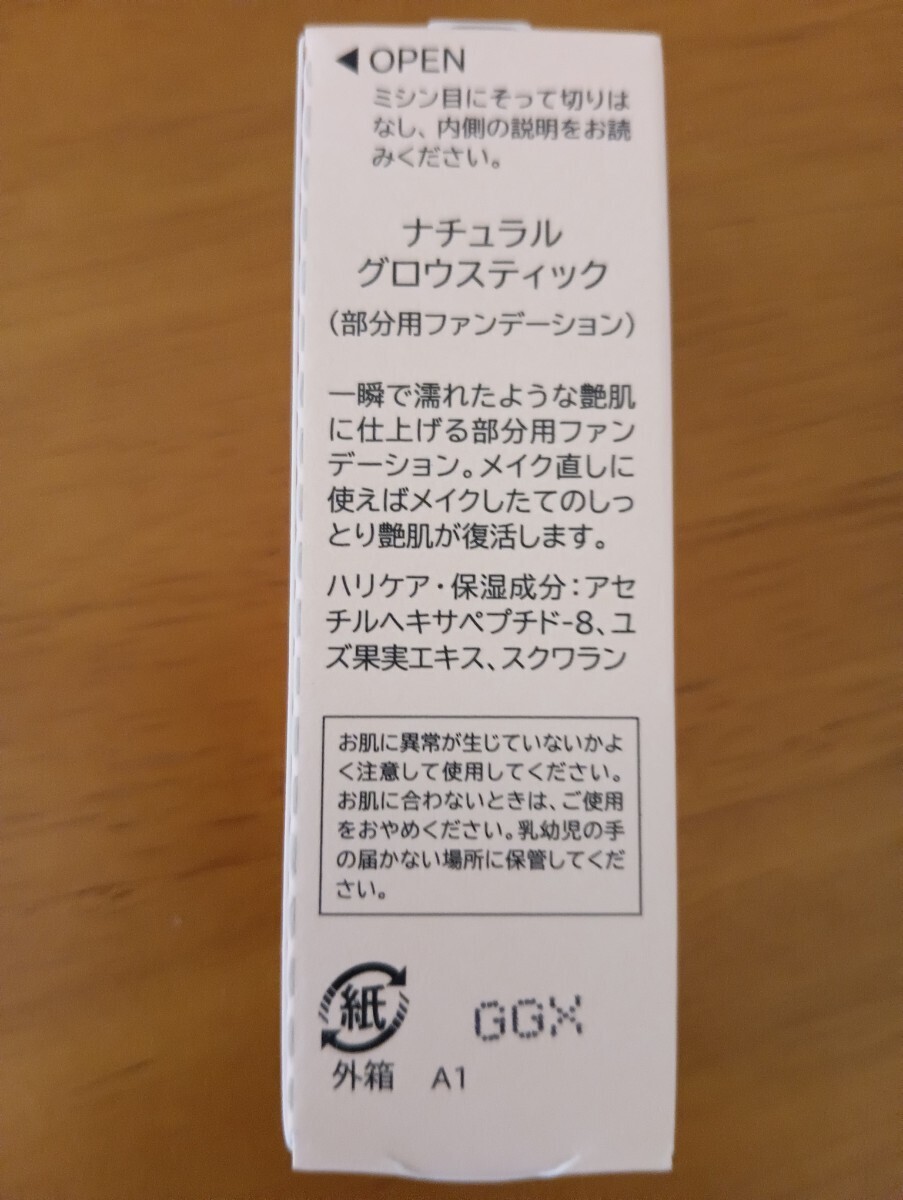 ◀ OPEN
ミシン目にそって切りは
なし、内側の説明をお読
みください。
ナチュラル
グロウスティック
（部分用ファンデーション）
一瞬で濡れたような艶肌
に仕上げる部分用ファン
デーション。メイク直しに
使えばメイクしたてのしっ
とり艶肌が復活します。
ハリケア・保湿成分：アセ
チルヘキサペプチド-8、ユ
ズ果実エキス、スクワラン
お肌に異常が生じていないかよ
く注意して使用してください。
お肌に合わないときは、ご使用
をおやめください。乳幼児の手
の届かない場所に保管してくだ
さい。
紙
GGX
外箱 A1